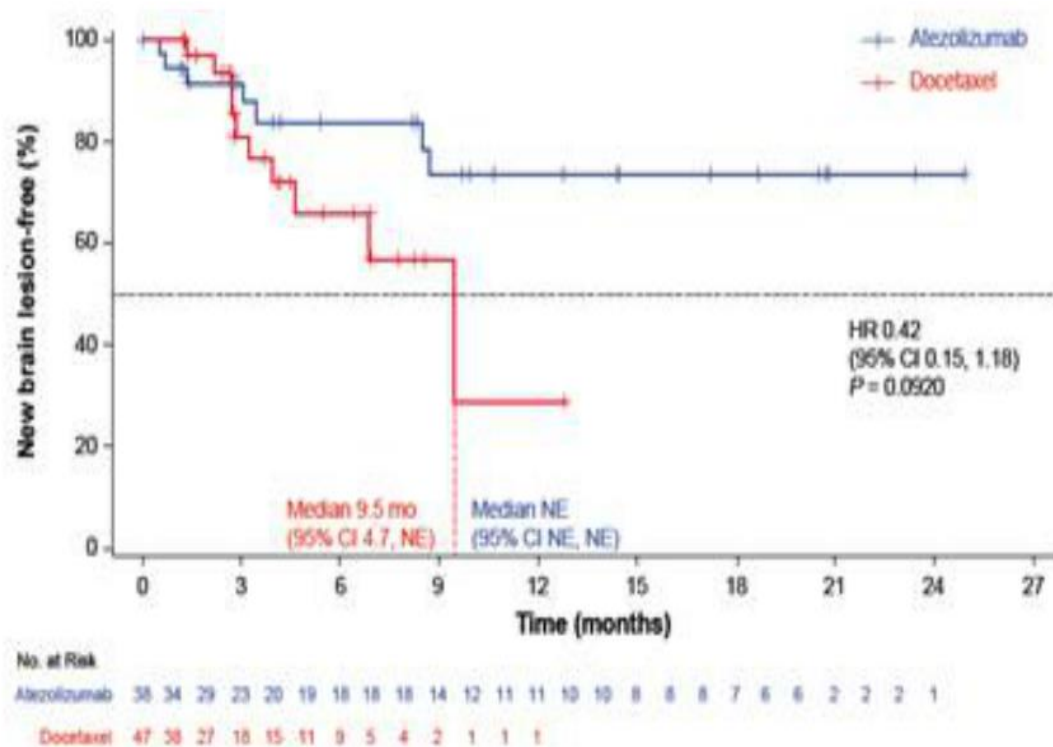 Atezolizumab
Docetaxel
New brain lesion-free (%)
100
80
60
40
20
0
HR 0.42
(95% CI 0.15, 1.18)
P = 0.0920
Median 9.5 mo
(95% CI 4.7, NE)
Median NE
(95% CI NE, NE)
0 3 6 9 12 15 18 21 24 27
Time (months)
No. at Risk
Atezolizumab 38 34 29 23 20 19 18 18 18 14 12 11 11 10 10 8 8 8 7 6 6 2 2 2 1
Docetaxel 47 38 27 18 15 11 9 5 4 2 1 1 1